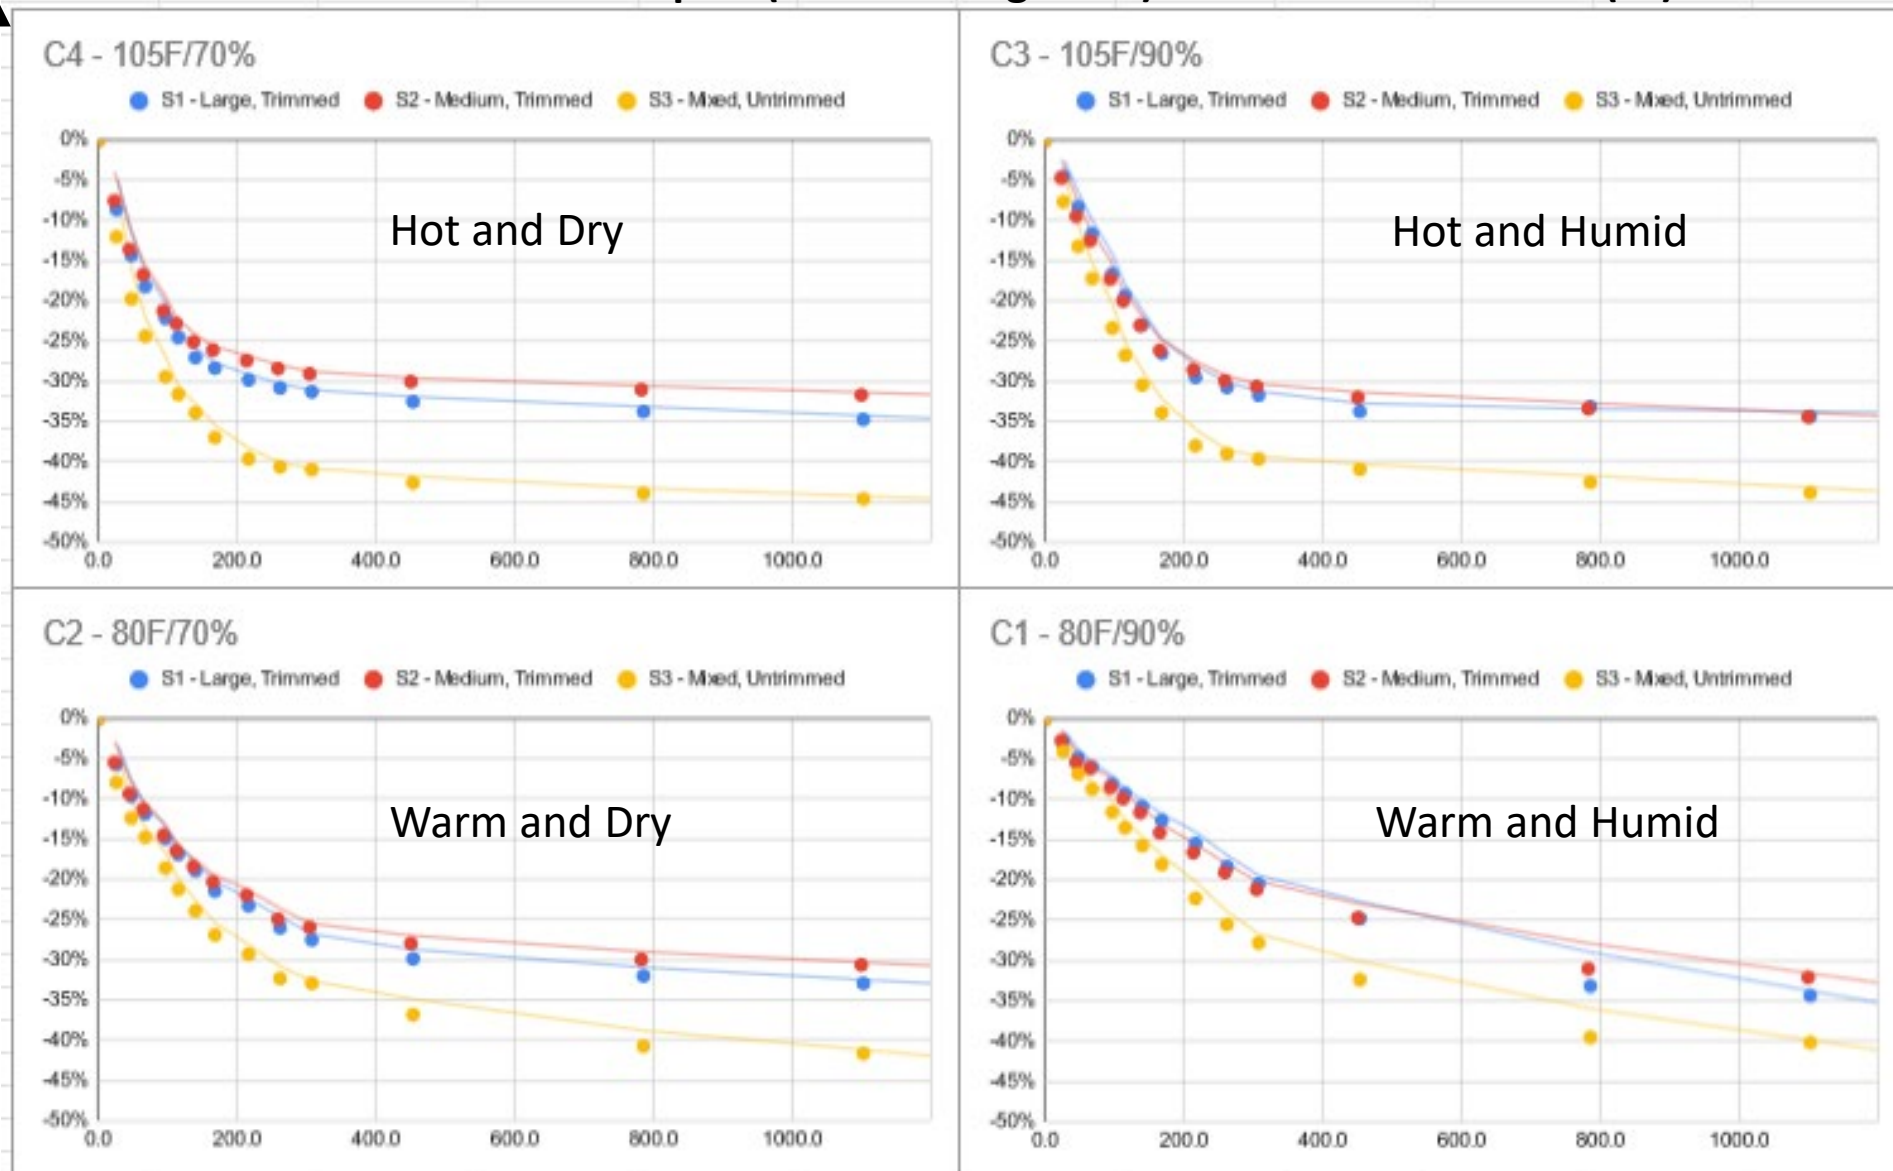 C4 - 105F/70%
S1 - Large, Trimmed S2 - Medium, Trimmed S3 - Mixed, Untrimmed
0%
-5%
-10%
-15%
-20%
-25%
-30%
-35%
-40%
-45%
-50%
Hot and Dry
0.0 200.0 400.0 600.0 800.0 1000.0
C3 - 105F/90%
S1 - Large, Trimmed S2 - Medium, Trimmed S3 - Mixed, Untrimmed
0%
-5%
-10%
-15%
-20%
-25%
-30%
-35%
-40%
-45%
-50%
Hot and Humid
0.0 200.0 400.0 600.0 800.0 1000.0
C2 - 80F/70%
S1 - Large, Trimmed S2 - Medium, Trimmed S3 - Mixed, Untrimmed
0%
-5%
-10%
-15%
-20%
-25%
-30%
-35%
-40%
-45%
-50%
Warm and Dry
0.0 200.0 400.0 600.0 800.0 1000.0
C1 - 80F/90%
S1 - Large, Trimmed S2 - Medium, Trimmed S3 - Mixed, Untrimmed
0%
-5%
-10%
-15%
-20%
-25%
-30%
-35%
-40%
-45%
-50%
Warm and Humid
0.0 200.0 400.0 600.0 800.0 1000.0